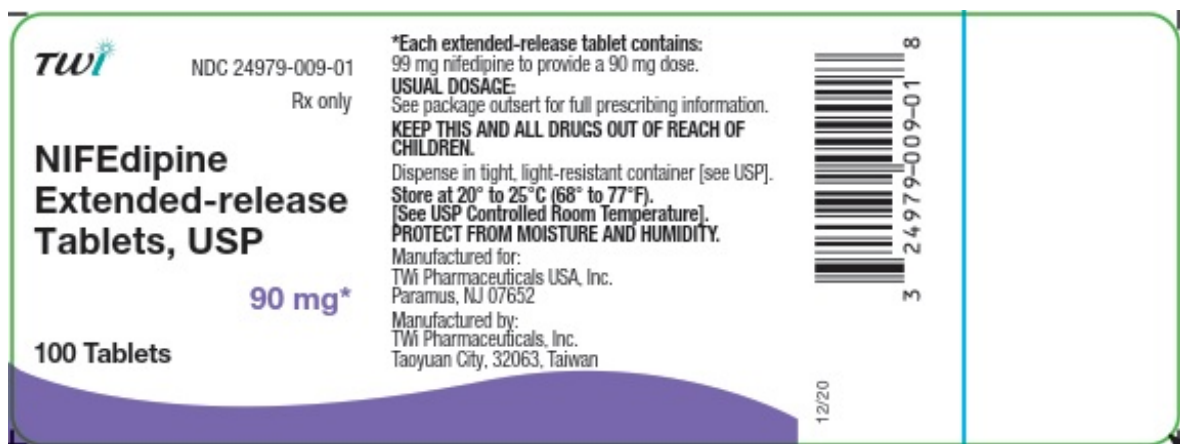 TWi
NDC 24979-009-01
Rx only
NIFEdipine
Extended-release
Tablets, USP
90 mg*
100 Tablets
*Each extended-release tablet contains:
99 mg nifedipine to provide a 90 mg dose.
USUAL DOSAGE:
See package outsert for full prescribing information.
KEEP THIS AND ALL DRUGS OUT OF REACH OF
CHILDREN.
Dispense in tight, light-resistant container [see USP].
Store at 20° to 25°C (68° to 77°F).
[See USP Controlled Room Temperature].
PROTECT FROM MOISTURE AND HUMIDITY.
Manufactured for:
TWi Pharmaceuticals USA, Inc.
Paramus, NJ 07652
Manufactured by:
TWi Pharmaceuticals, Inc.
Taoyuan City, 32063, Taiwan
3 24979-009-01 8
12/20